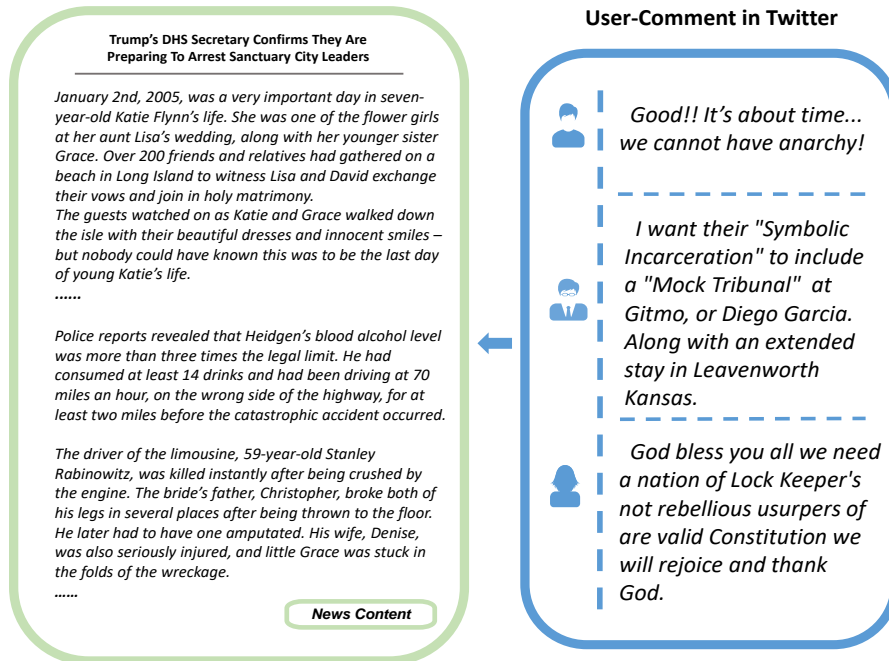 Trump's DHS Secretary Confirms They Are
Preparing To Arrest Sanctuary City Leaders
January 2nd, 2005, was a very important day in seven-
year-old Katie Flynn's life. She was one of the flower girls
at her aunt Lisa's wedding, along with her younger sister
Grace. Over 200 friends and relatives had gathered on a
beach in Long Island to witness Lisa and David exchange
their vows and join in holy matrimony.
The guests watched on as Katie and Grace walked down
the isle with their beautiful dresses and innocent smiles –
but nobody could have known this was to be the last day
of young Katie's life.
......
Police reports revealed that Heidgen's blood alcohol level
was more than three times the legal limit. He had
consumed at least 14 drinks and had been driving at 70
miles an hour, on the wrong side of the highway, for at
least two miles before the catastrophic accident occurred.
The driver of the limousine, 59-year-old Stanley
Rabinowitz, was killed instantly after being crushed by
the engine. The bride's father, Christopher, broke both of
his legs in several places after being thrown to the floor.
He later had to have one amputated. His wife, Denise,
was also seriously injured, and little Grace was stuck in
the folds of the wreckage.
......
News Content
User-Comment in Twitter
Good!! It's about time...
we cannot have anarchy!
I want their "Symbolic
Incarceration" to include
a "Mock Tribunal" at
Gitmo, or Diego Garcia.
Along with an extended
stay in Leavenworth
Kansas.
God bless you all we need
a nation of Lock Keeper's
not rebellious usurpers of
are valid Constitution we
will rejoice and thank
God.